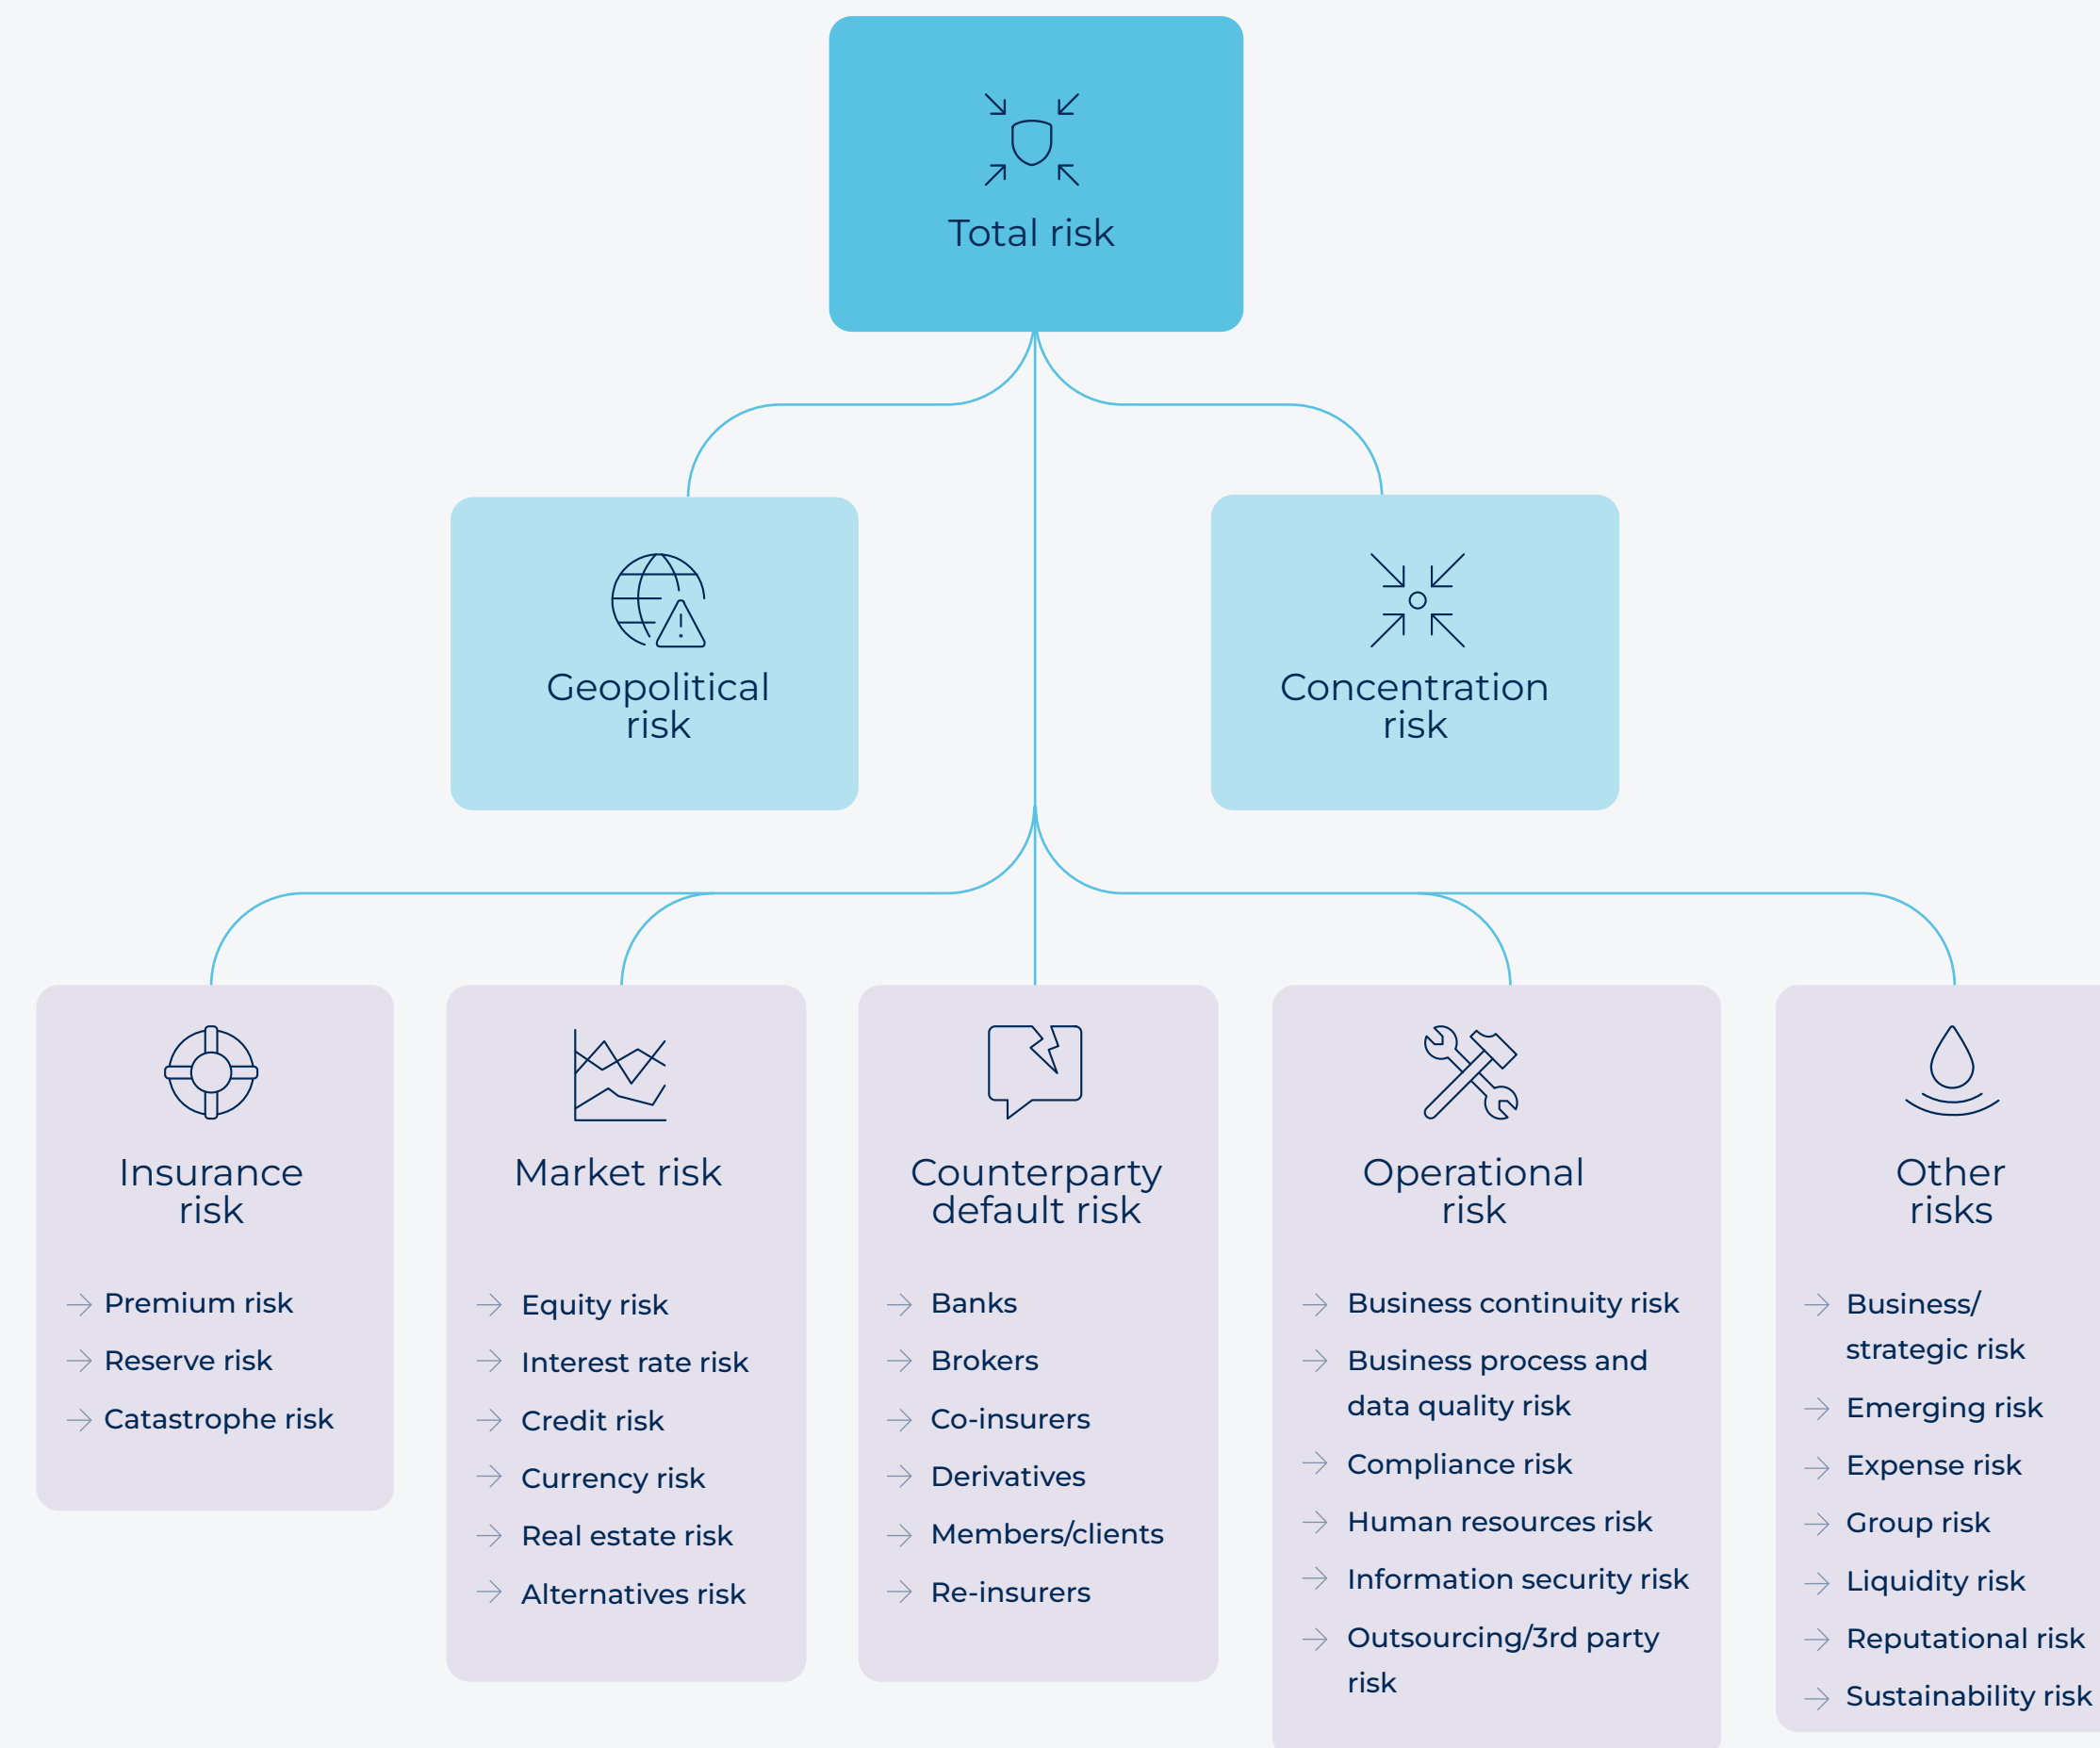 Total risk
Geopolitical
risk
Concentration
risk
Insurance
risk
Premium risk
Reserve risk
Catastrophe risk
Market risk
Equity risk
Interest rate risk
Credit risk
Currency risk
Real estate risk
Alternatives risk
Counterparty
default risk
Banks
Brokers
Co-insurers
Derivatives
Members/clients
Re-insurers
Operational
risk
Business continuity risk
Business process and
data quality risk
Compliance risk
Human resources risk
Information security risk
Outsourcing/3rd party
risk
Other
risks
Business/
strategic risk
Emerging risk
Expense risk
Group risk
Liquidity risk
Reputational risk
Sustainability risk